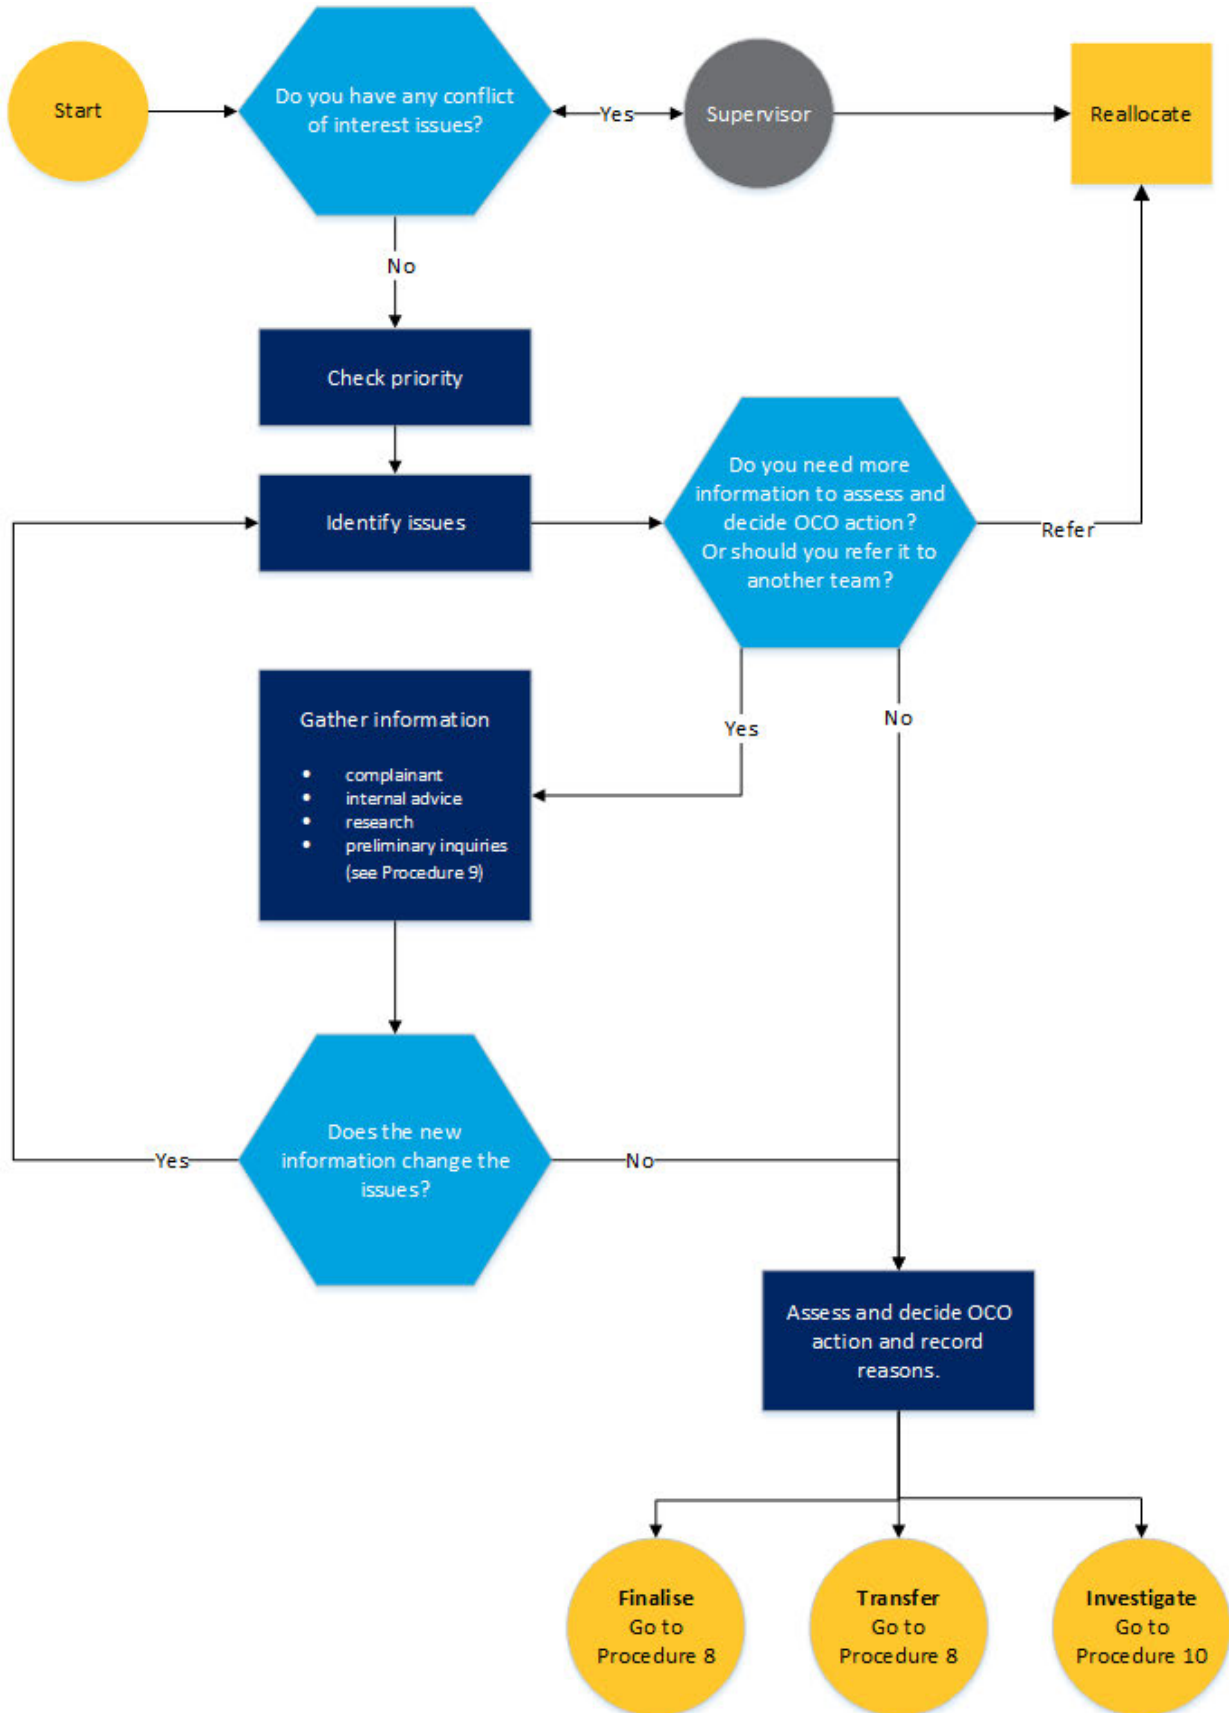 Start
Do you have any conflict
of interest issues?
Yes
Supervisor
Reallocate
No
Check priority
Identify issues
Do you need more
information to assess and
decide OCO action?
Or should you refer it to
another team?
Refer
Yes
No
Gather information
• complainant
• internal advice
• research
• preliminary inquiries
(see Procedure 9)
Does the new
information change the
issues?
Yes
No
Assess and decide OCO
action and record
reasons.
Finalise
Go to
Procedure 8
Transfer
Go to
Procedure 8
Investigate
Go to
Procedure 10